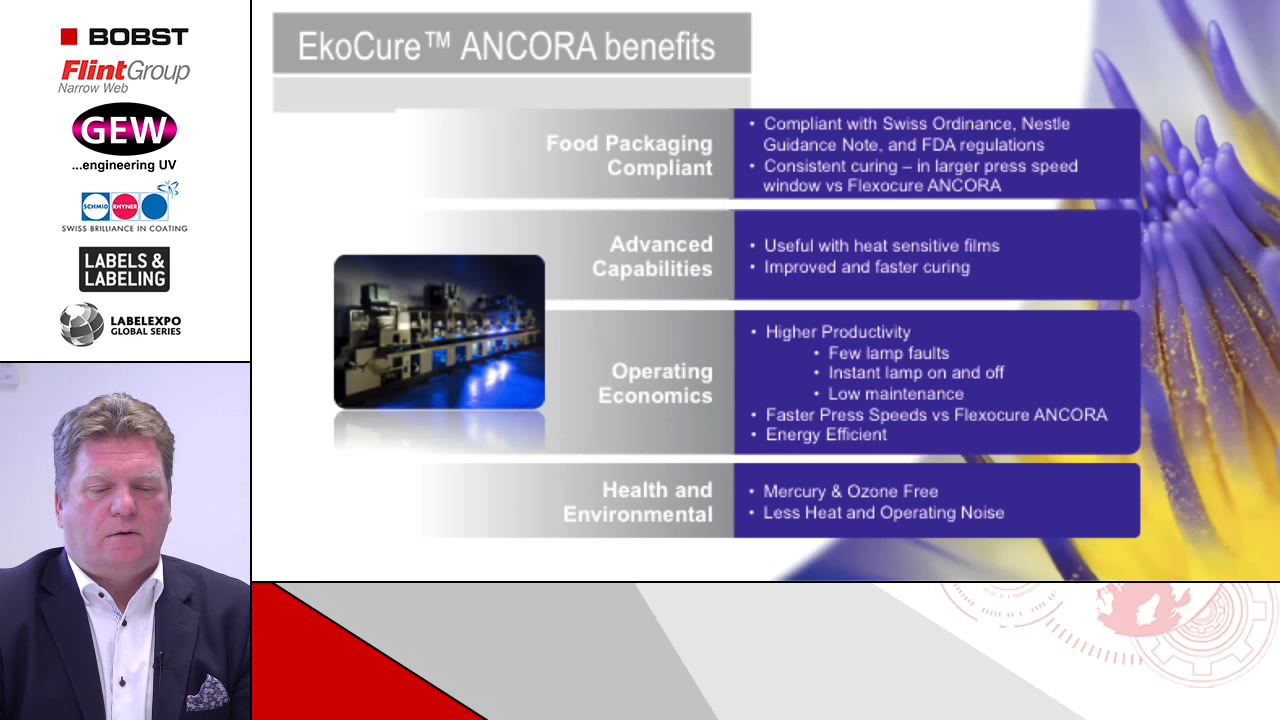 BOBST
FlintGroup
Narrow Web
GEW
...engineering UV
SCHMID RHYNER
SWISS BRILLIANCE IN COATING
LABELS &
LABELING
LABELEXPO
GLOBAL SERIES
EkoCure™ ANCORA benefits
Food Packaging
Compliant
• Compliant with Swiss Ordinance, Nestle
Guidance Note, and FDA regulations
• Consistent curing – in larger press speed
window vs Flexocure ANCORA
Advanced
Capabilities
• Useful with heat sensitive films
• Improved and faster curing
Operating
Economics
• Higher Productivity
• Few lamp faults
• Instant lamp on and off
• Low maintenance
• Faster Press Speeds vs Flexocure ANCORA
• Energy Efficient
Health and
Environmental
• Mercury & Ozone Free
• Less Heat and Operating Noise